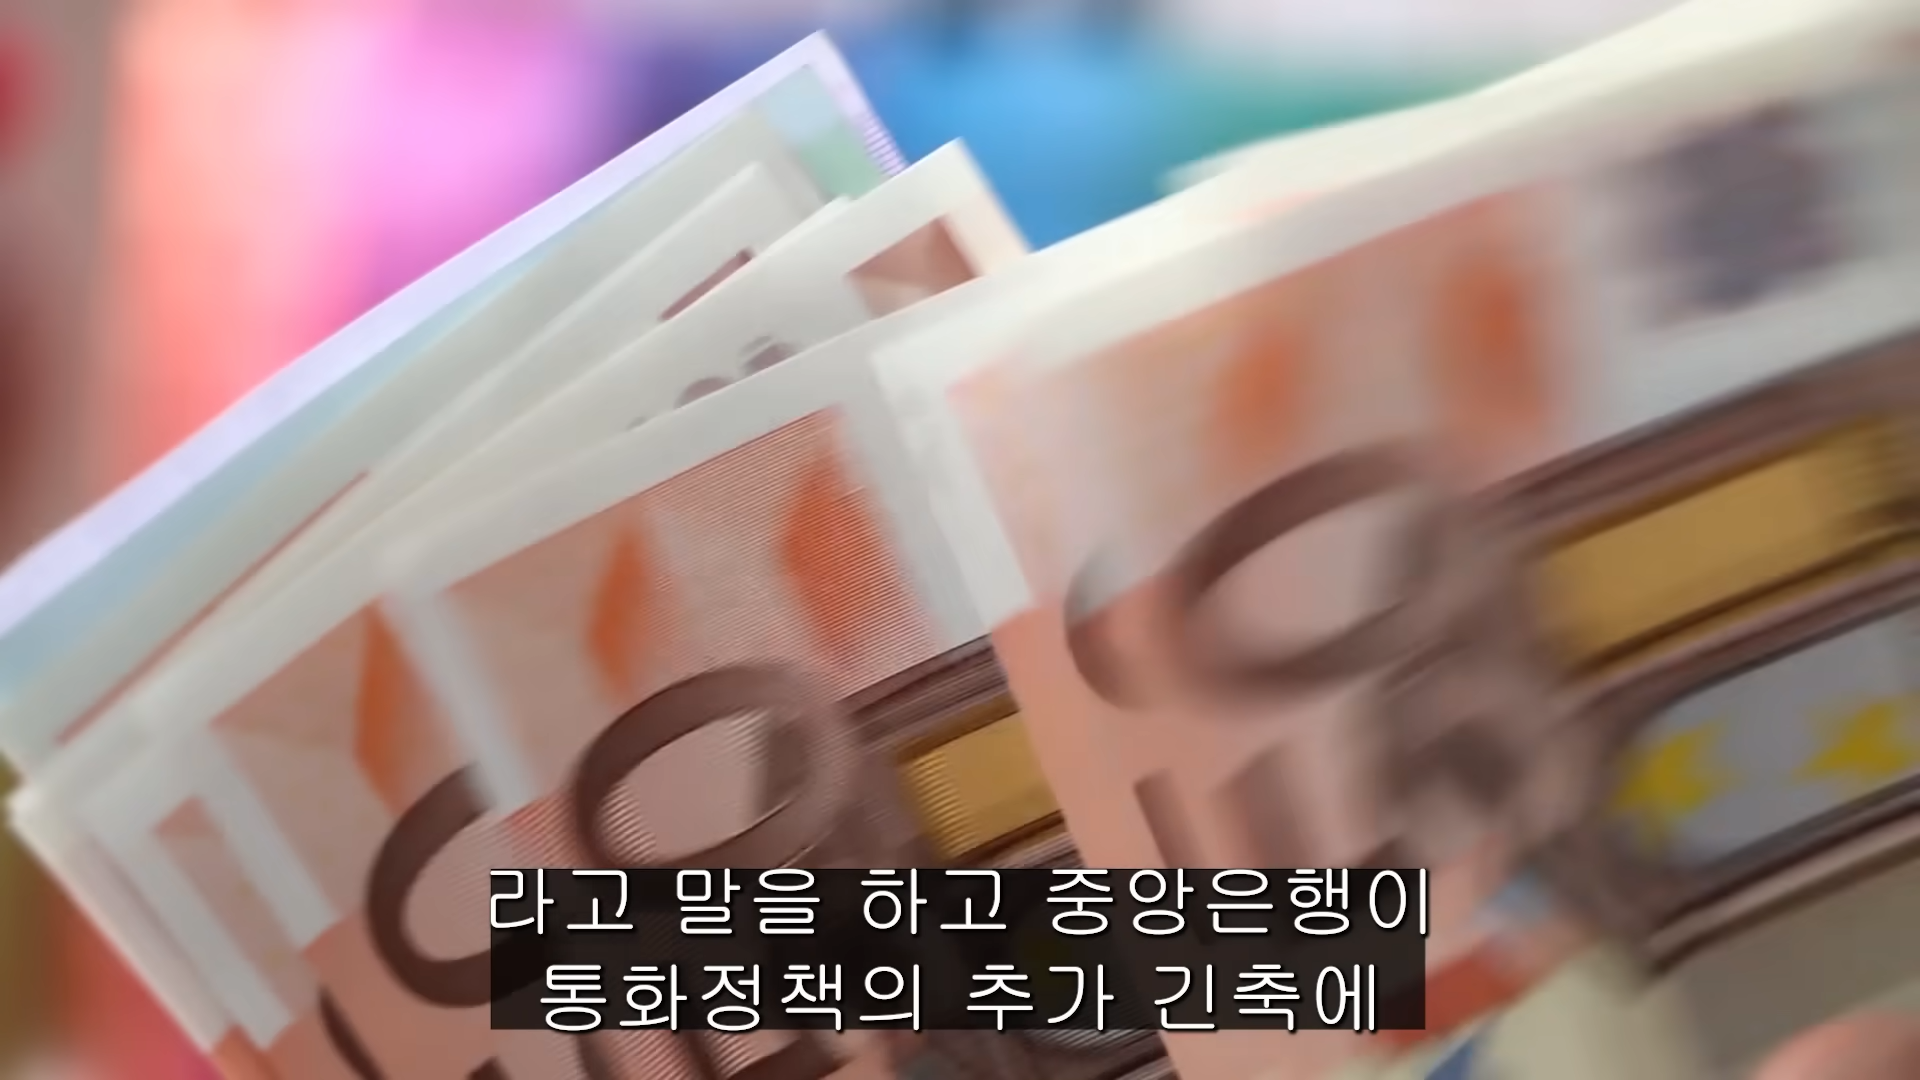 라고 말을 하고 중앙은행이
통화정책의 추가 긴축에